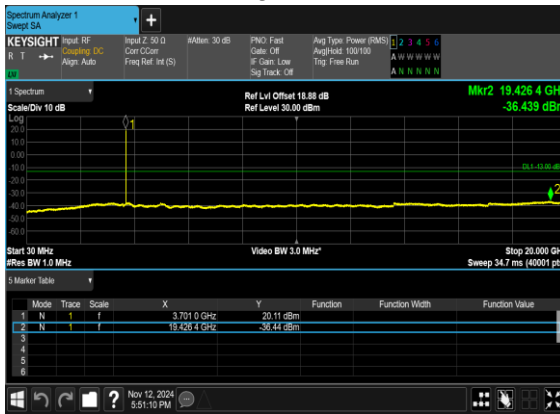 Spectrum Analyzer 1
Swept SA
+
KEYSIGHT Input: RF Input Z: 50 Ω #Atten: 30 dB PNO: Fast Avg Type: Power (RMS) 1 2 3 4 5 6
R T Coupling: DC Corr CCorr Gate: Off Avg|Hold: 100/100 A W W W W W
Align: Auto Freq Ref: Int (S) IF Gain: Low Trig: Free Run
Sig Track: Off A N N N N N
1 Spectrum Ref Lvl Offset 18.88 dB Mkr2 19.426 4 GH
Scale/Div 10 dB Ref Level 30.00 dBm -36.439 dBm
Log
20.0
10.0
0.00
-10.0
-20.0
-30.0
-40.0
-50.0
-60.0
1
DL1 -13.00 dB
2
Start 30 MHz Video BW 3.0 MHz* Stop 20.000 GH
#Res BW 1.0 MHz Sweep 34.7 ms (40001 pt
5 Marker Table
Mode Trace Scale X Y Function Function Width Function Value
1 N 1 f 3.701 0 GHz 20.11 dBm
2 N 1 f 19.426 4 GHz -36.44 dBm
3
4
5
6
? Nov 12, 2024
5:51:10 PM